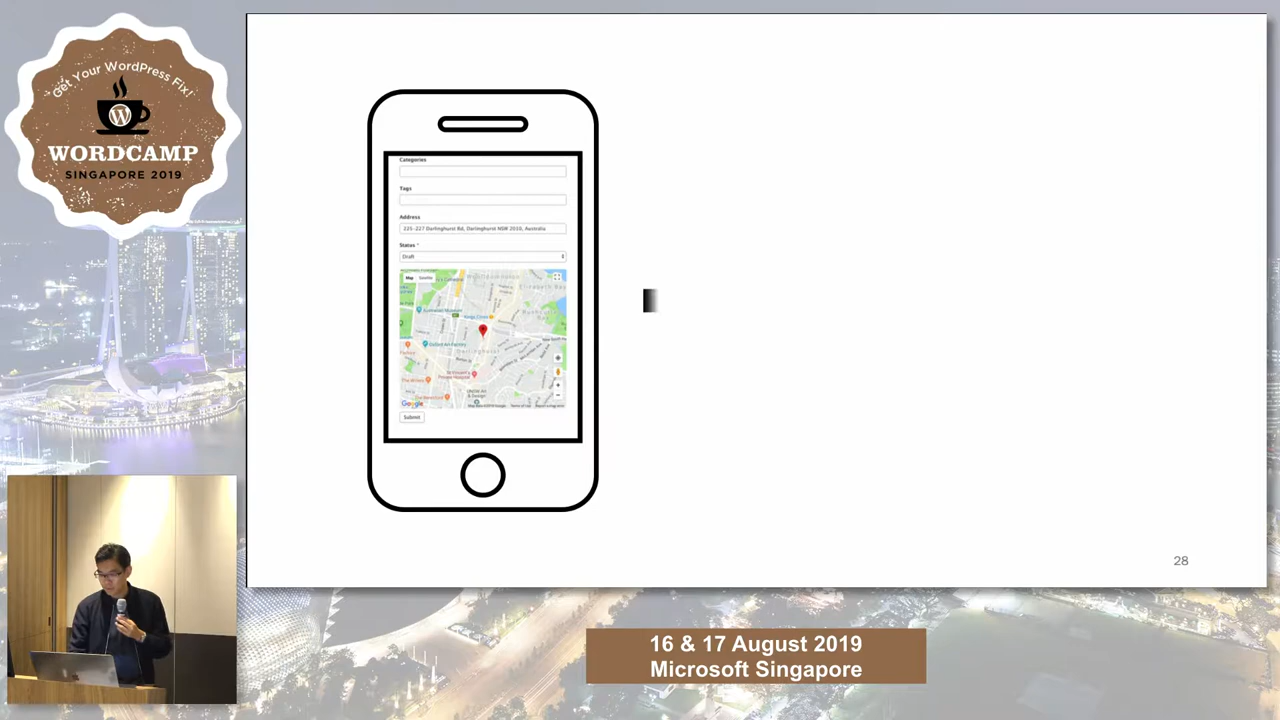 Get Your WordPress Fix!
WORDCAMP
SINGAPORE 2019
Categories
Tags
Address
225-227 Darlinghurst Rd, Darlinghurst NSW 2010, Australia
Status *
Draft
Map Satellite
Darlinghurst
Google
Submit
28
16 & 17 August 2019
Microsoft Singapore